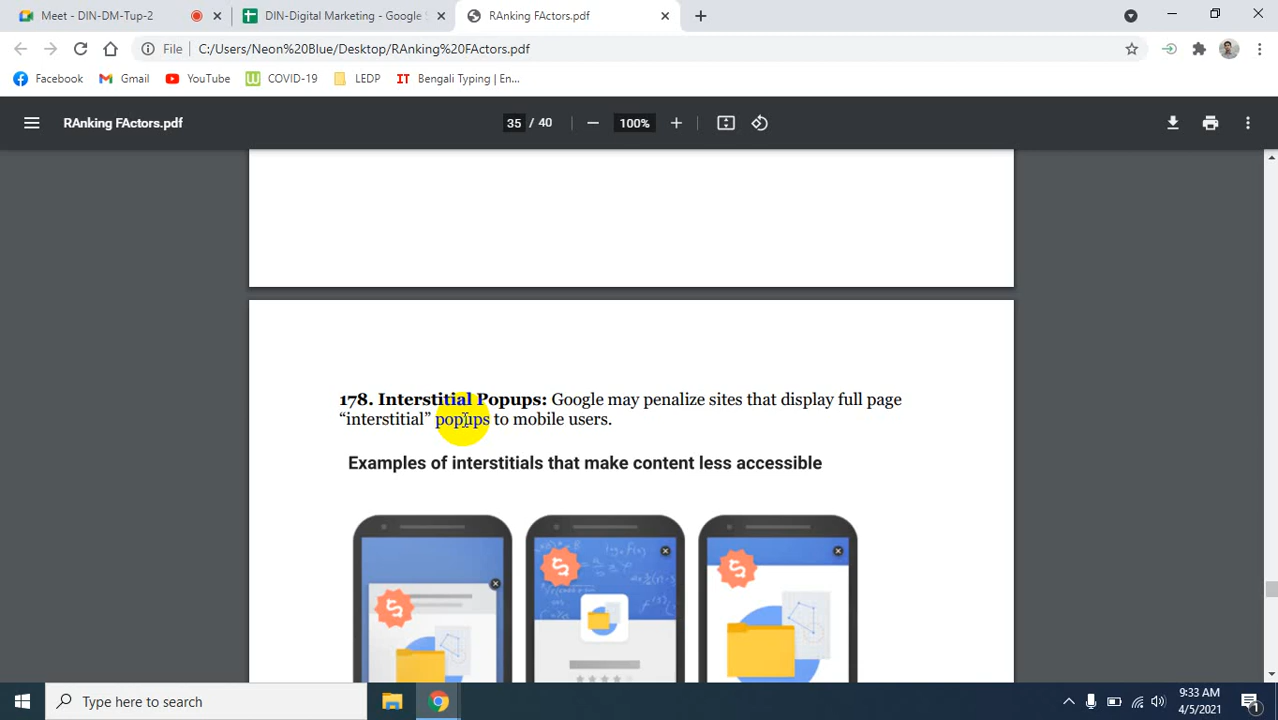 Meet - DIN-DM-Tup-2
DIN-Digital Marketing - Google S
RAnking FActors.pdf
File
C:/Users/Neon%20Blue/Desktop/RAnking%20FActors.pdf
Facebook
Gmail
YouTube
COVID-19
LEDP
IT
Bengali Typing | En...
RAnking FActors.pdf
35 / 40
100%
178. Interstitial Popups: Google may penalize sites that display full page
“interstitial” popups to mobile users.
Examples of interstitials that make content less accessible
Type here to search
9:33 AM
4/5/2021
1